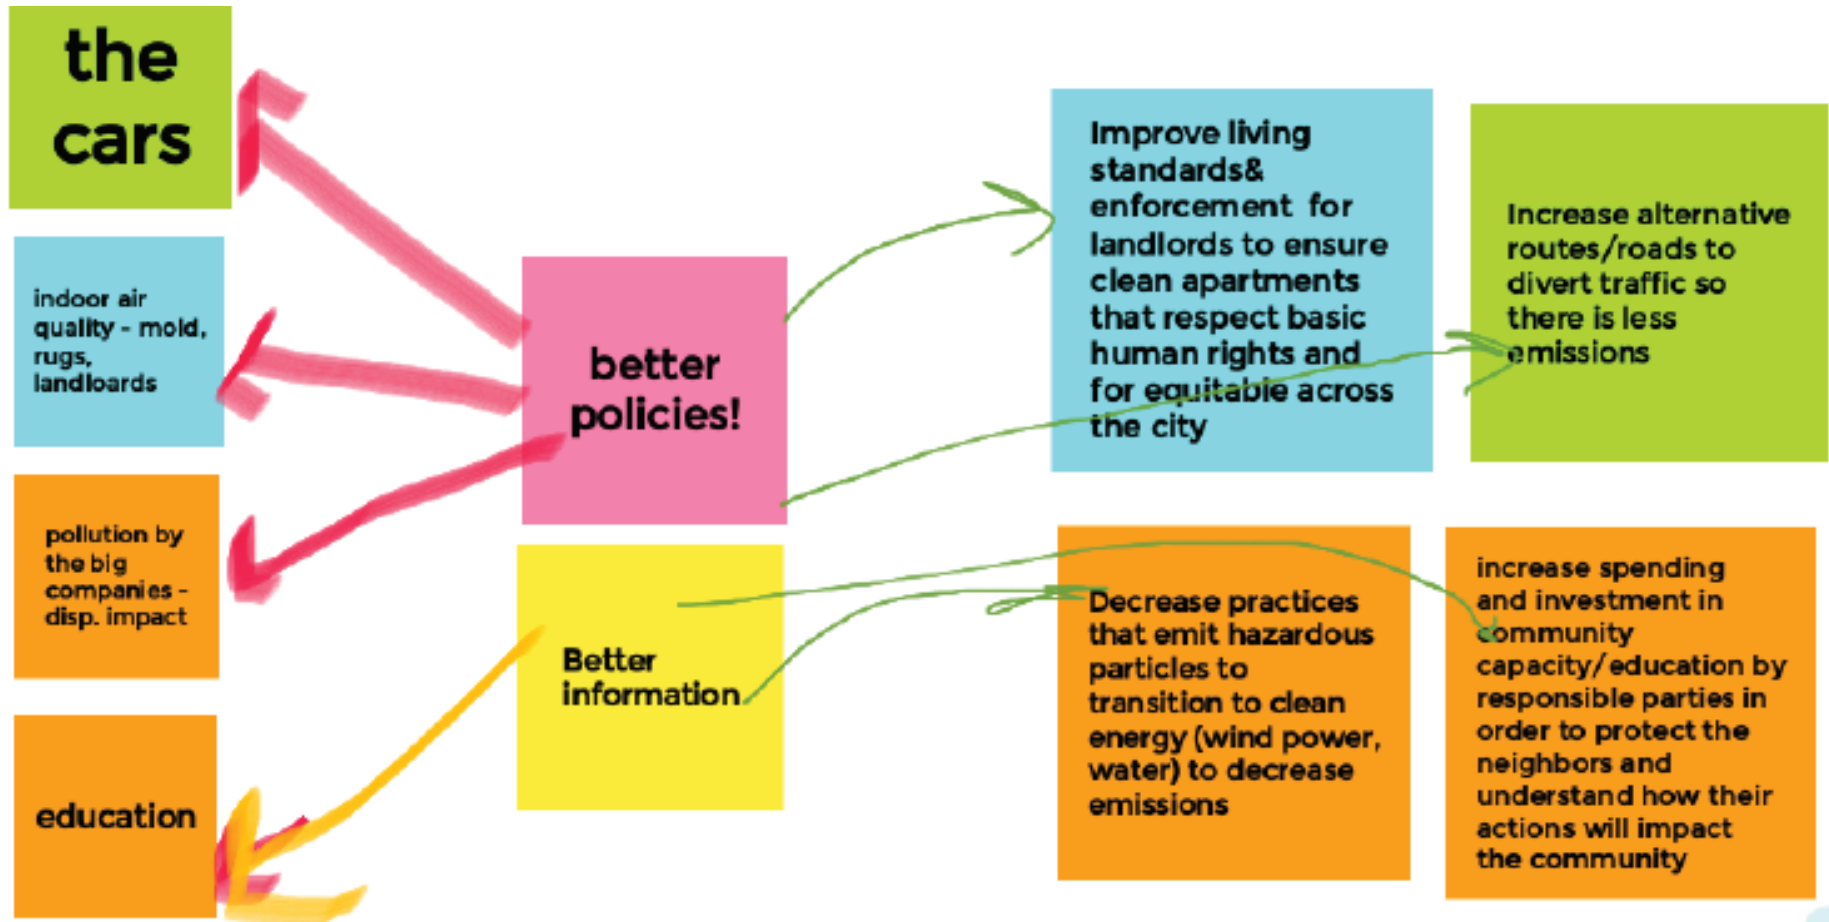 the
cars
indoor air
quality - mold,
rugs,
landloards
pollution by
the big
companies -
disp. impact
education
better
policies!
Better
information
Improve living
standards&
enforcement for
landlords to ensure
clean apartments
that respect basic
human rights and
for equitable across
the city
Increase alternative
routes/roads to
divert traffic so
there is less
emissions
Decrease practices
that emit hazardous
particles to
transition to clean
energy (wind power,
water) to decrease
emissions
increase spending
and investment in
community
capacity/education by
responsible parties in
order to protect the
neighbors and
understand how their
actions will impact
the community